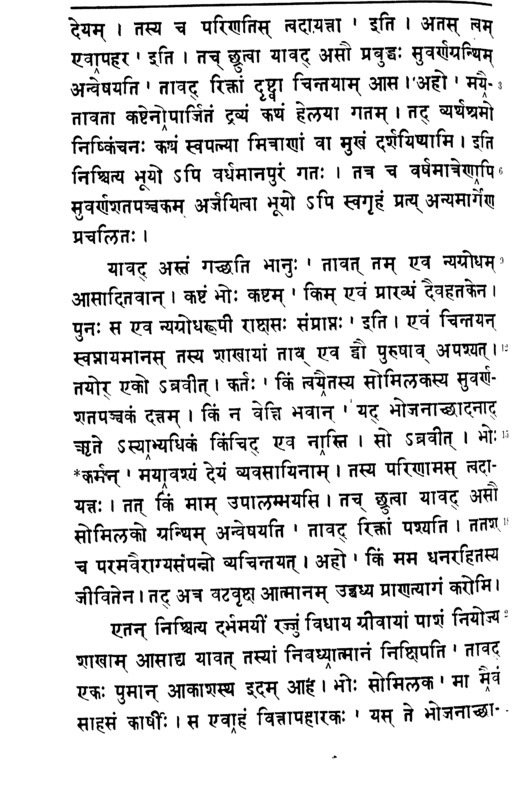 देयम् । तस्य च परिणतिस् त्वदायत्ता ' इति । अतस् त्वम्
एवापहर ' इति । तच् छ्रुत्वा यावद् असौ प्रबुद्धः सुवर्णग्रन्थिम्
अन्वेषयति ' तावद् रिक्तां दृष्ट्वा चिन्तयाम् आस । 'अहो ' मयै- 3
तावता कष्टेनोपार्जितं द्रव्यं कथं हेलया गतम् । तद् व्यर्थश्रमो
निष्किंचनः कथं स्वपत्न्या मित्राणां वा मुखं दर्शयिष्यामि । इति
निश्चित्य भूयो ऽपि वर्धमानपुरं गतः । तत्र च वर्षमात्रेणापि 6
सुवर्णशतपञ्चकम् अर्जयित्वा भूयो ऽपि स्वगृहं प्रत्य् अन्यमार्गेण
प्रचलितः ।
यावद् अस्तं गच्छति भानुः ' तावत् तम् एव न्यग्रोधम् 9
आसादितवान् । कष्टं भोः कष्टम् ' किम् एवं प्रारब्धं दैवहतकेन ।
पुनः स एव न्यग्रोधरूपी राक्षसः संप्राप्तः ' इति । एवं चिन्तयन्
स्वप्नायमानस् तस्य शाखायां ताव् एव द्वौ पुरुषाव् अपश्यत् । 12
तयोर् एको ऽब्रवीत् । कर्तः ' किं त्वयैतस्य सोमिलकस्य सुवर्ण-
शतपञ्चकं दत्तम् । किं न वेत्ति भवान् ' यद् भोजनाच्छादनाद्
ऋते ऽस्याभ्यधिकं किंचिद् एव नास्ति । सो ऽब्रवीत् । भोः 15
*कर्मन् ' मयावश्यं देयं व्यवसायिनाम् । तस्य परिणामस् त्वदा-
यत्तः । तत् किं माम् उपालम्भयसि । तच् छ्रुत्वा यावद् असौ
सोमिलको ग्रन्थिम् अन्वेषयति ' तावद् रिक्तां पश्यति । ततश् 18
च परमवैराग्यसंपन्नो व्यचिन्तयत् । अहो ' किं मम धनरहितस्य
जीवितेन । तद् अत्र वटवृक्ष आत्मानम् उद्बध्य प्राणत्यागं करोमि ।
एतन् निश्चित्य दर्भमयीं रज्जुं विधाय ग्रीवायां पाशं नियोज्य
शाखाम् आसाद्य यावत् तस्यां निबध्यात्मानं निक्षिपति ' तावद्
एकः पुमान् आकाशस्थ इदम् आह । भोः सोमिलक ' मा मैवं
साहसं कार्षीः । स एवाहं वित्तापहारकः ' यस् ते भोजनाच्छा-